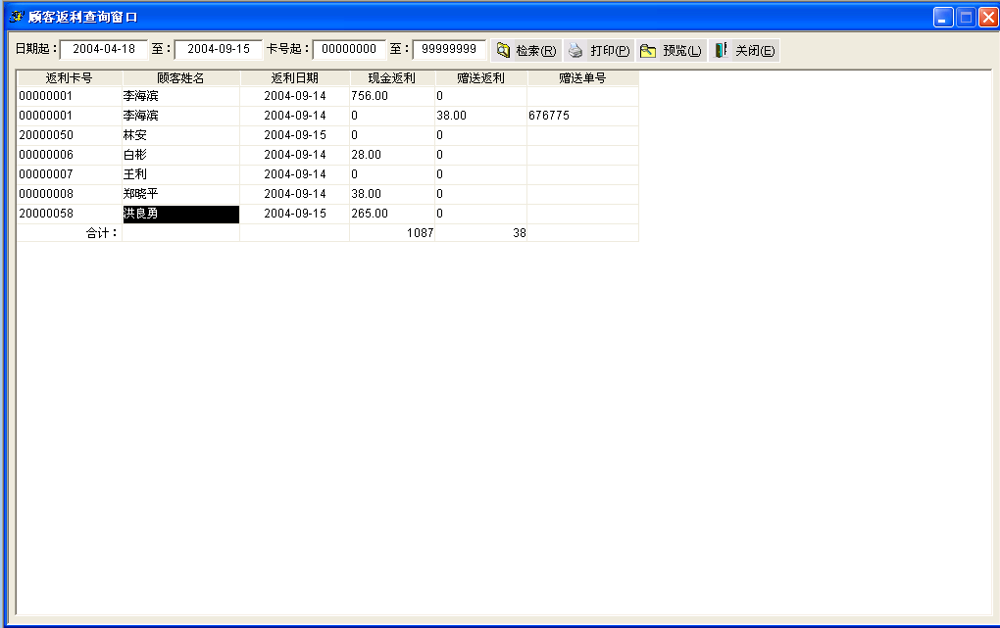 顾客返利查询窗口
日期起： 2004-04-18 至： 2004-09-15 卡号起： 00000000 至： 99999999 检索(R) 打印(P) 预览(L) 关闭(E)
返利卡号 顾客姓名 返利日期 现金返利 赠送返利 赠送单号
00000001 李海滨 2004-09-14 756.00 0
00000001 李海滨 2004-09-14 0 38.00 676775
20000050 林安 2004-09-15 0 0
00000006 白彬 2004-09-14 28.00 0
00000007 王利 2004-09-14 0 0
00000008 郑晓平 2004-09-14 38.00 0
20000058 洪良勇 2004-09-15 265.00 0
合计： 1087 38